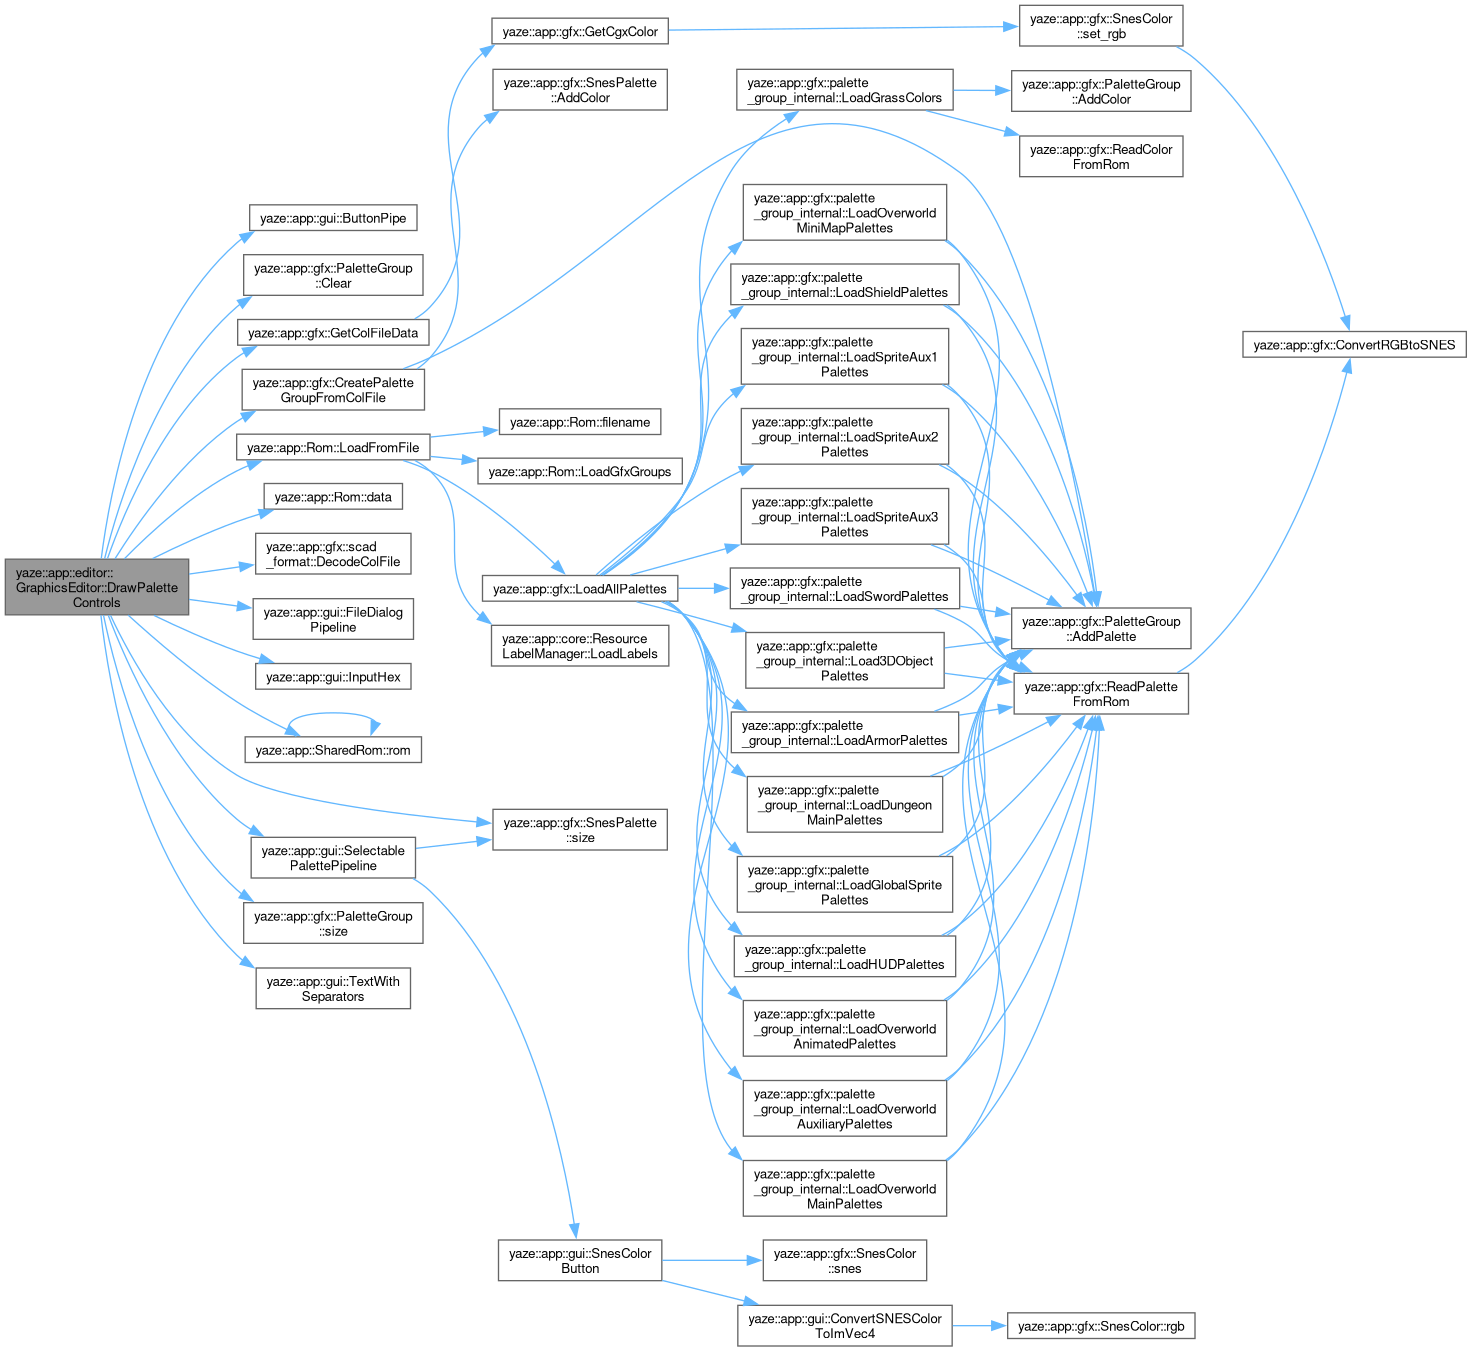 yaze::app::editor::
GraphicsEditor::DrawPalette
Controls
yaze::app::gui::ButtonPipe
yaze::app::gfx::PaletteGroup
::Clear
yaze::app::gfx::GetColFileData
yaze::app::gfx::CreatePalette
GroupFromColFile
yaze::app::Rom::LoadFromFile
yaze::app::Rom::data
yaze::app::gfx::scad
_format::DecodeColFile
yaze::app::gui::FileDialog
Pipeline
yaze::app::gui::InputHex
yaze::app::SharedRom::rom
yaze::app::gui::Selectable
PalettePipeline
yaze::app::gfx::PaletteGroup
::size
yaze::app::gui::TextWith
Separators
yaze::app::gfx::GetCgxColor
yaze::app::gfx::SnesPalette
::AddColor
yaze::app::Rom::filename
yaze::app::Rom::LoadGfxGroups
yaze::app::gfx::LoadAllPalettes
yaze::app::core::Resource
LabelManager::LoadLabels
yaze::app::gfx::SnesPalette
::size
yaze::app::gui::SnesColor
Button
yaze::app::gfx::palette
_group_internal::LoadGrassColors
yaze::app::gfx::palette
_group_internal::LoadOverworld
MiniMapPalettes
yaze::app::gfx::palette
_group_internal::LoadShieldPalettes
yaze::app::gfx::palette
_group_internal::LoadSpriteAux1
Palettes
yaze::app::gfx::palette
_group_internal::LoadSpriteAux2
Palettes
yaze::app::gfx::palette
_group_internal::LoadSpriteAux3
Palettes
yaze::app::gfx::palette
_group_internal::LoadSwordPalettes
yaze::app::gfx::palette
_group_internal::Load3DObject
Palettes
yaze::app::gfx::palette
_group_internal::LoadArmorPalettes
yaze::app::gfx::palette
_group_internal::LoadDungeon
MainPalettes
yaze::app::gfx::palette
_group_internal::LoadGlobalSprite
Palettes
yaze::app::gfx::palette
_group_internal::LoadHUDPalettes
yaze::app::gfx::palette
_group_internal::LoadOverworld
AnimatedPalettes
yaze::app::gfx::palette
_group_internal::LoadOverworld
AuxiliaryPalettes
yaze::app::gfx::palette
_group_internal::LoadOverworld
MainPalettes
yaze::app::gfx::SnesColor
::snes
yaze::app::gui::ConvertSNESColor
ToImVec4
yaze::app::gfx::SnesColor
::set_rgb
yaze::app::gfx::PaletteGroup
::AddColor
yaze::app::gfx::ReadColor
FromRom
yaze::app::gfx::PaletteGroup
::AddPalette
yaze::app::gfx::ReadPalette
FromRom
yaze::app::gfx::SnesColor::rgb
yaze::app::gfx::ConvertRGBtoSNES